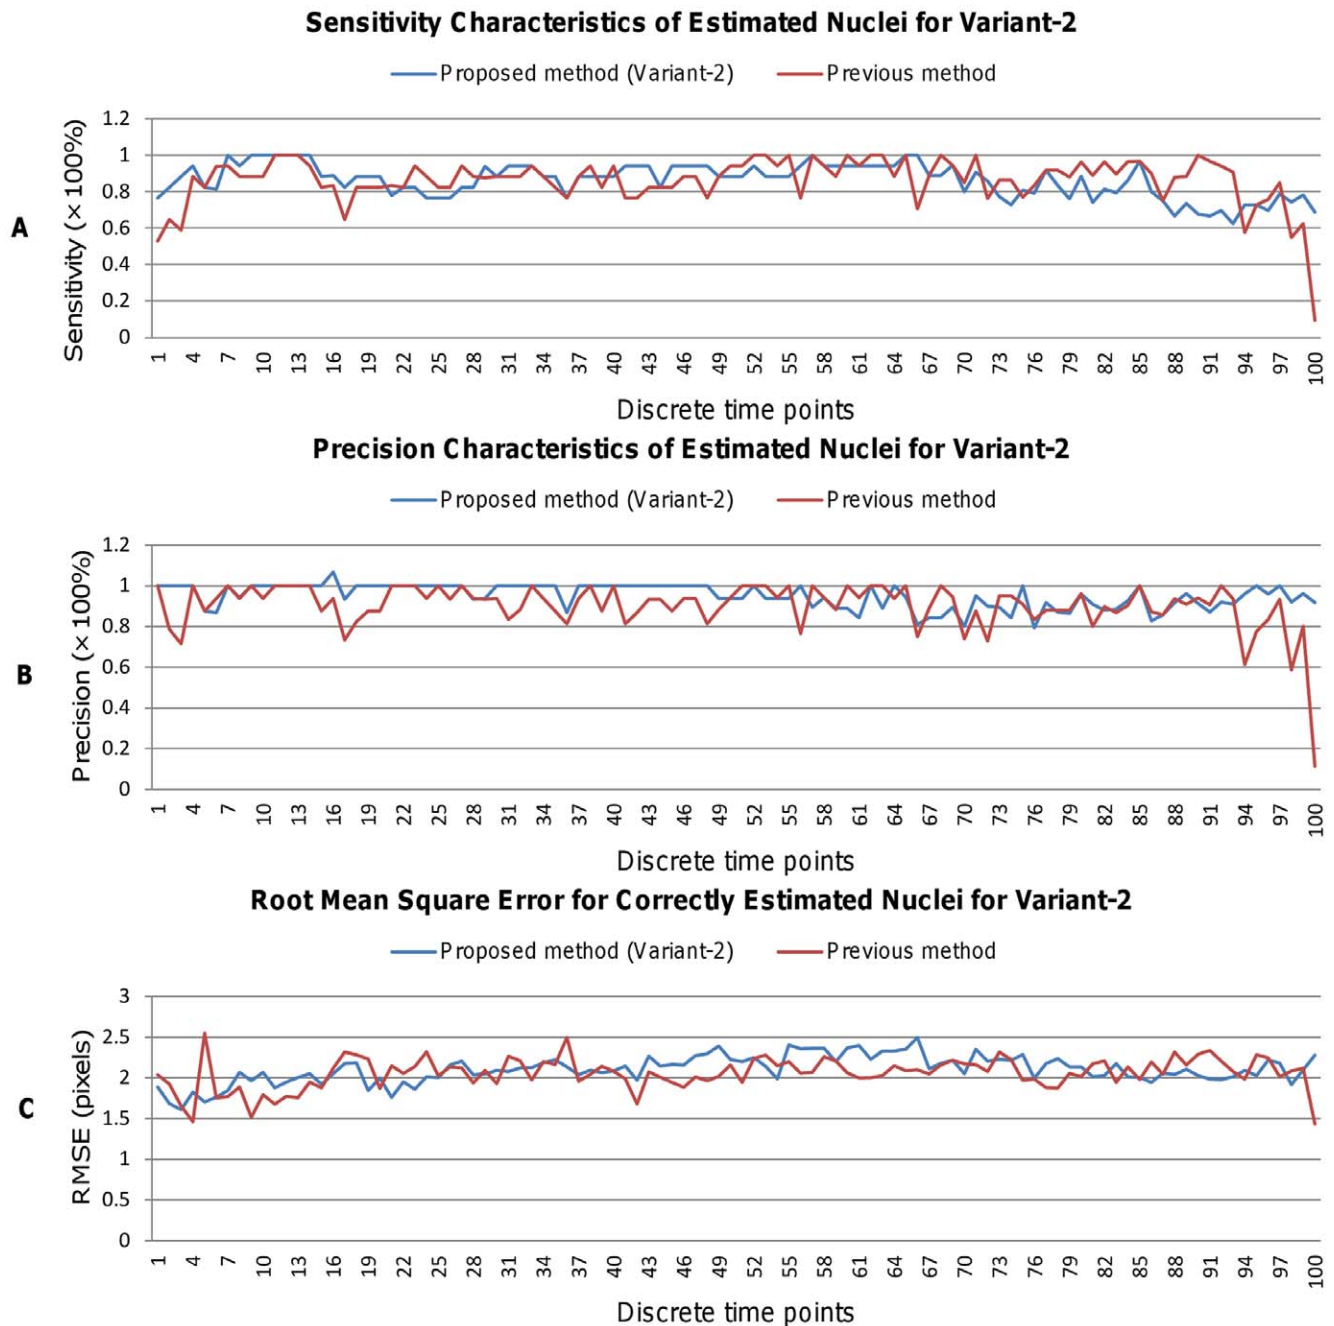 Sensitivity Characteristics of Estimated Nuclei for Variant-2
Proposed method (Variant-2) Previous method
A
Sensitivity (× 100%)
1.2
1
0.8
0.6
0.4
0.2
0
1 4 7 10 13 16 19 22 25 28 31 34 37 40 43 46 49 52 55 58 61 64 67 70 73 76 79 82 85 88 91 94 97 100
Discrete time points
Precision Characteristics of Estimated Nuclei for Variant-2
Proposed method (Variant-2) Previous method
B
Precision (× 100%)
1.2
1
0.8
0.6
0.4
0.2
0
1 4 7 10 13 16 19 22 25 28 31 34 37 40 43 46 49 52 55 58 61 64 67 70 73 76 79 82 85 88 91 94 97 100
Discrete time points
Root Mean Square Error for Correctly Estimated Nuclei for Variant-2
Proposed method (Variant-2) Previous method
C
RMSE (pixels)
3
2.5
2
1.5
1
0.5
0
1 4 7 10 13 16 19 22 25 28 31 34 37 40 43 46 49 52 55 58 61 64 67 70 73 76 79 82 85 88 91 94 97 100
Discrete time points